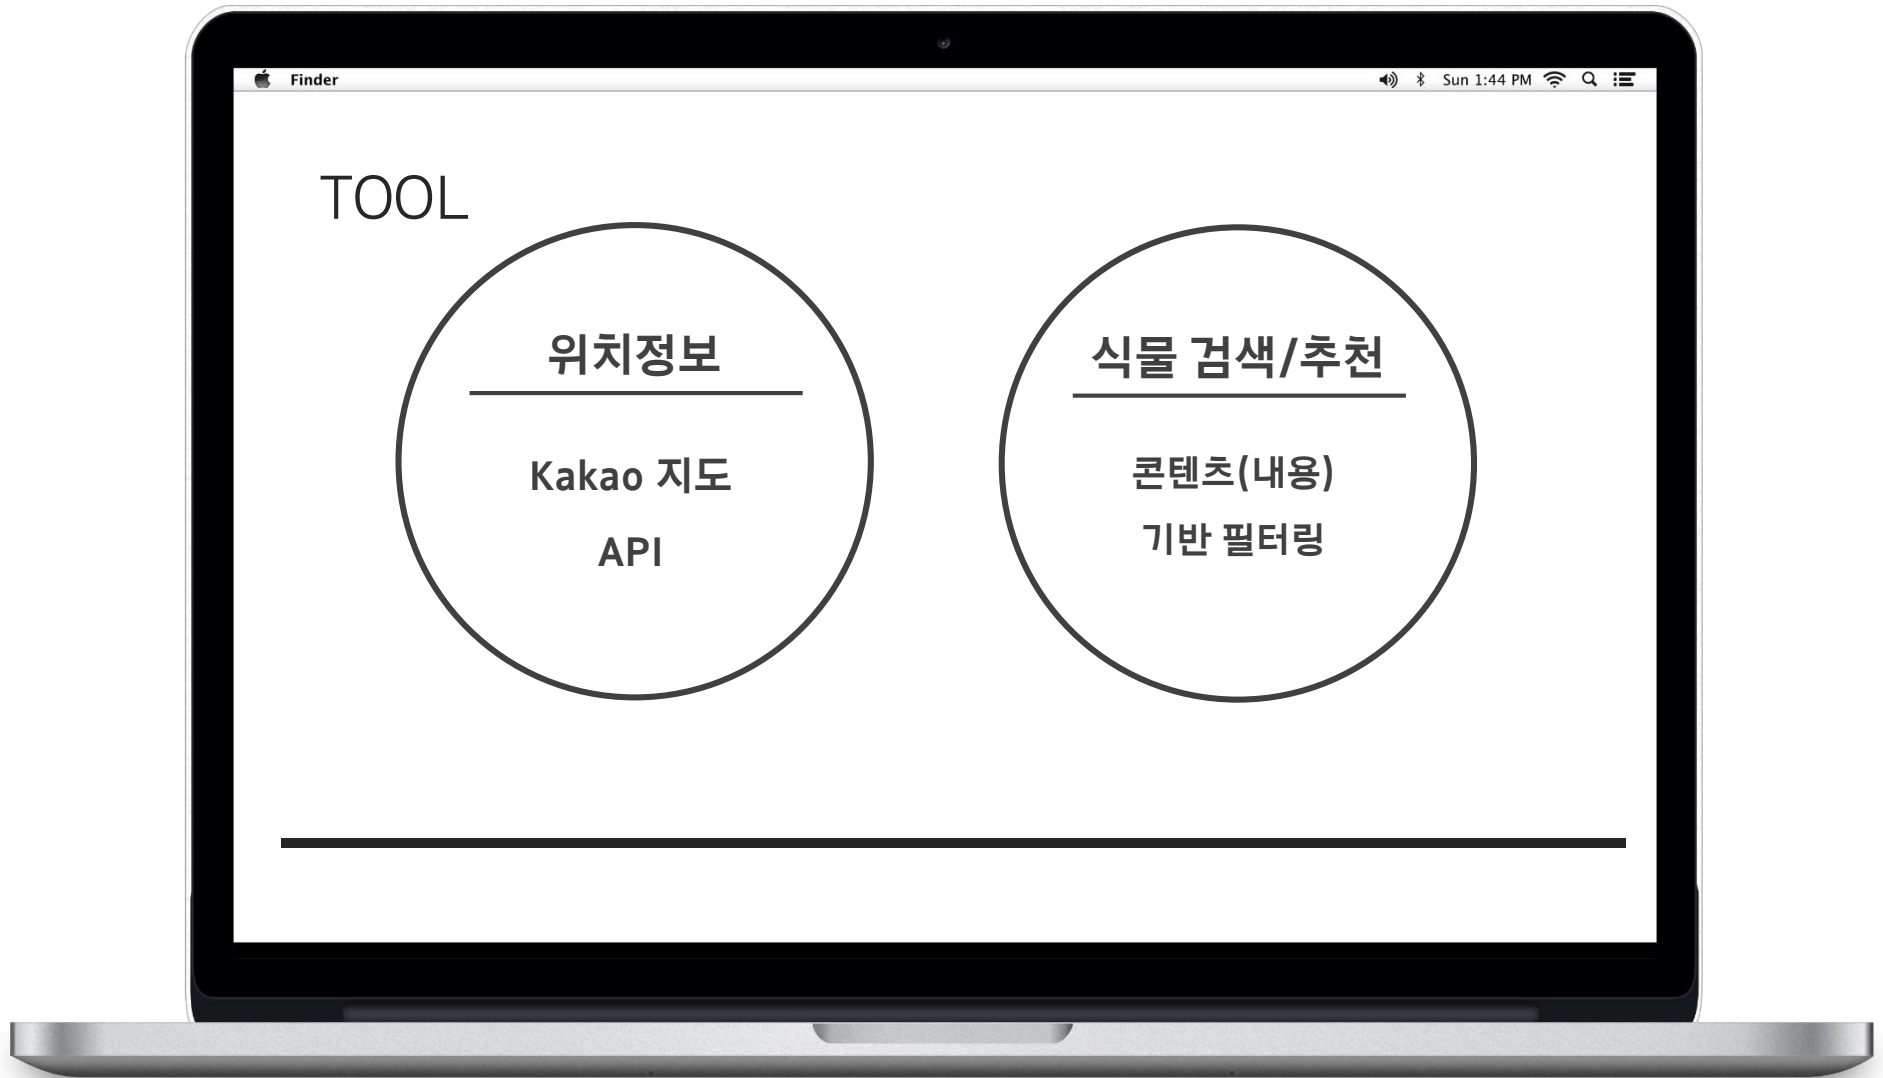 Finder
Sun 1:44 PM
TOOL
위치정보
Kakao 지도
API
식물 검색/추천
콘텐츠(내용)
기반 필터링